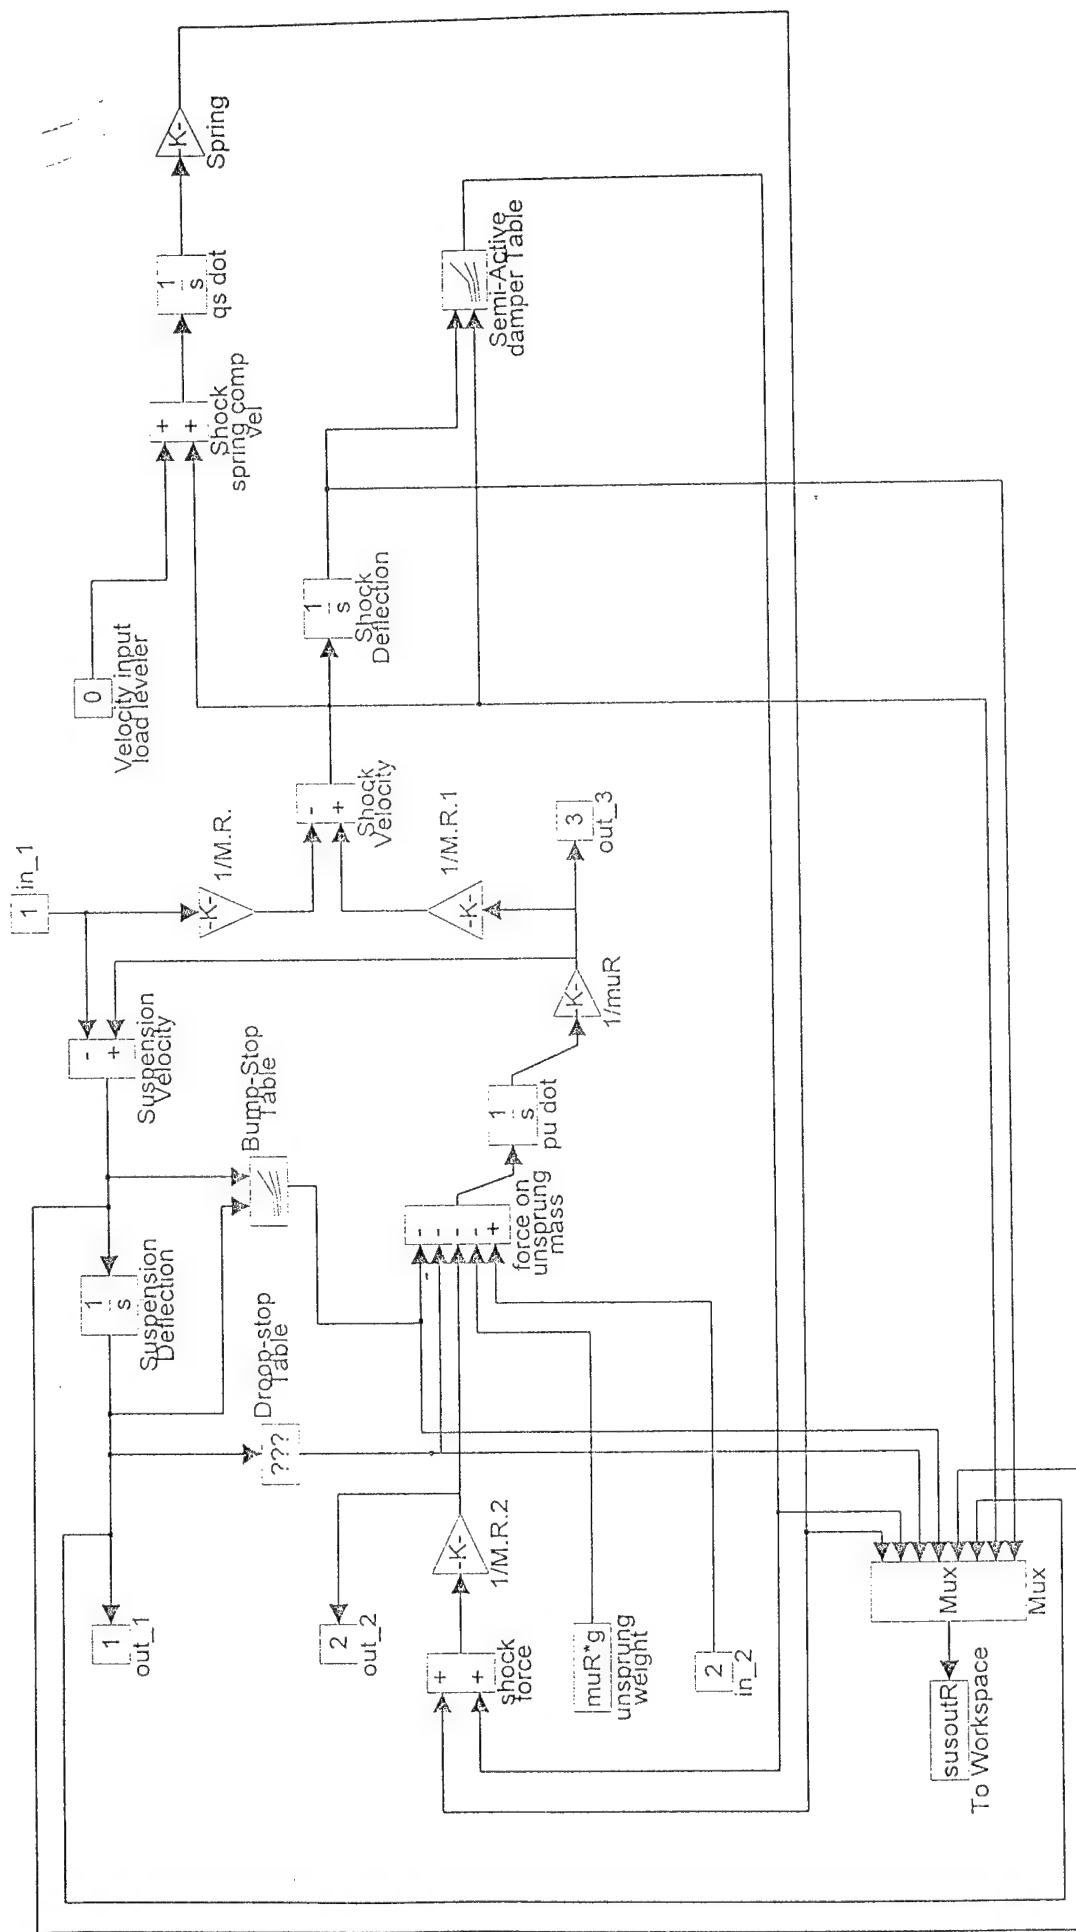 1
out_1
1
s
Suspension
Deflection
-
+
Suspension
Velocity
1
in_1
0
Velocity input
load leveler
+
+
Shock
spring comp
Vel
1
s
qs dot
-K-
Spring
???
Droop-stop
Table
Bump-Stop
Table
-K-
1/M.R.
-
+
Shock
Velocity
1
s
Shock
Deflection
2
out_2
+
+
shock
force
-K-
1/M.R.2
-
-
-
-
+
force on
unsprung
mass
1
s
pu dot
-K-
1/muR
-K-
1/M.R.1
3
out_3
Semi-Active
damper Table
muR*g
unsprung
weight
2
in_2
susoutR
To Workspace
Mux
Mux